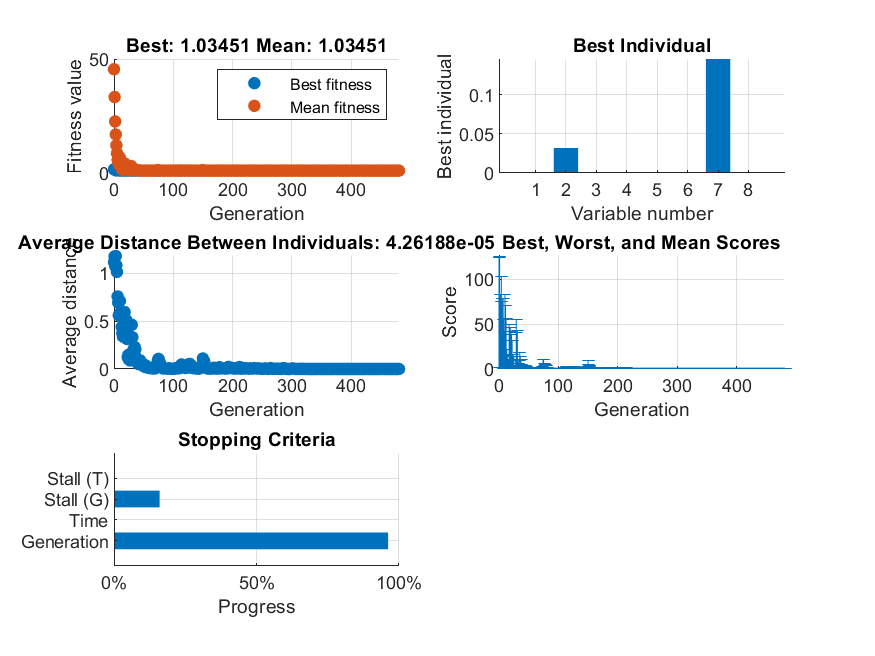 Best: 1.03451 Mean: 1.03451
Fitness value
50
0
Best fitness
Mean fitness
0 100 200 300 400
Generation
Best Individual
Best individual
0.1
0.05
0
1 2 3 4 5 6 7 8
Variable number
Average Distance Between Individuals: 4.26188e-05
Average distance
1
0.5
0
0 100 200 300 400
Generation
Best, Worst, and Mean Scores
Score
100
50
0
0 100 200 300 400
Generation
Stopping Criteria
Stall (T)
Stall (G)
Time
Generation
0% 50% 100%
Progress